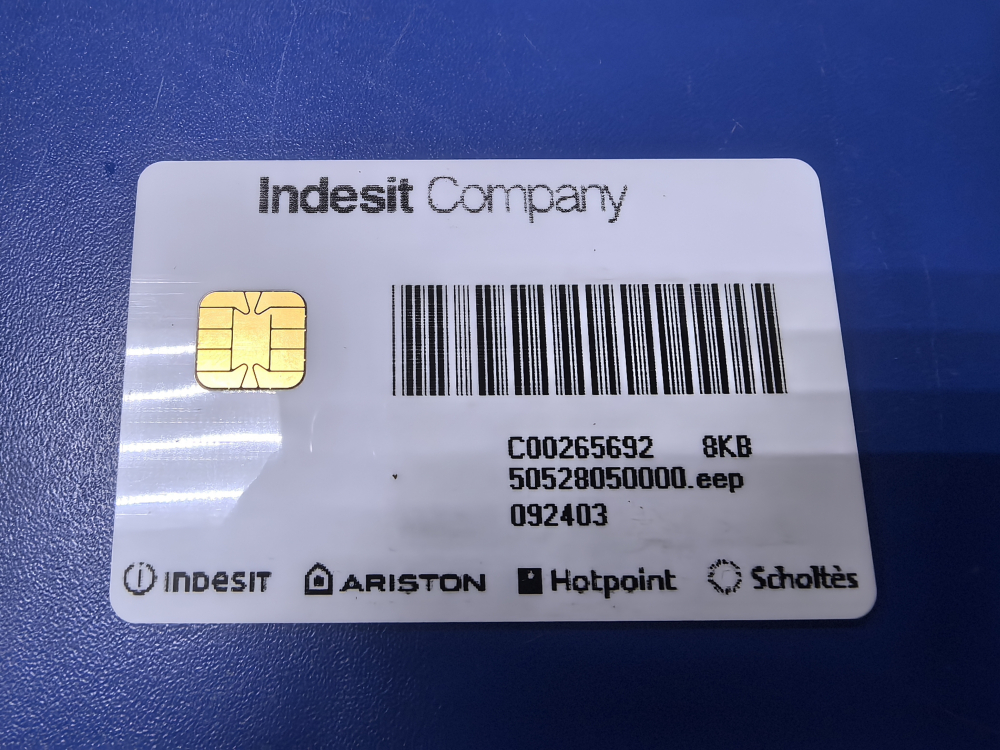 Indesit Company
C00265692 8KB
50528050000.eep
092403
INDESIT ARISTON Hotpoint Scholtès